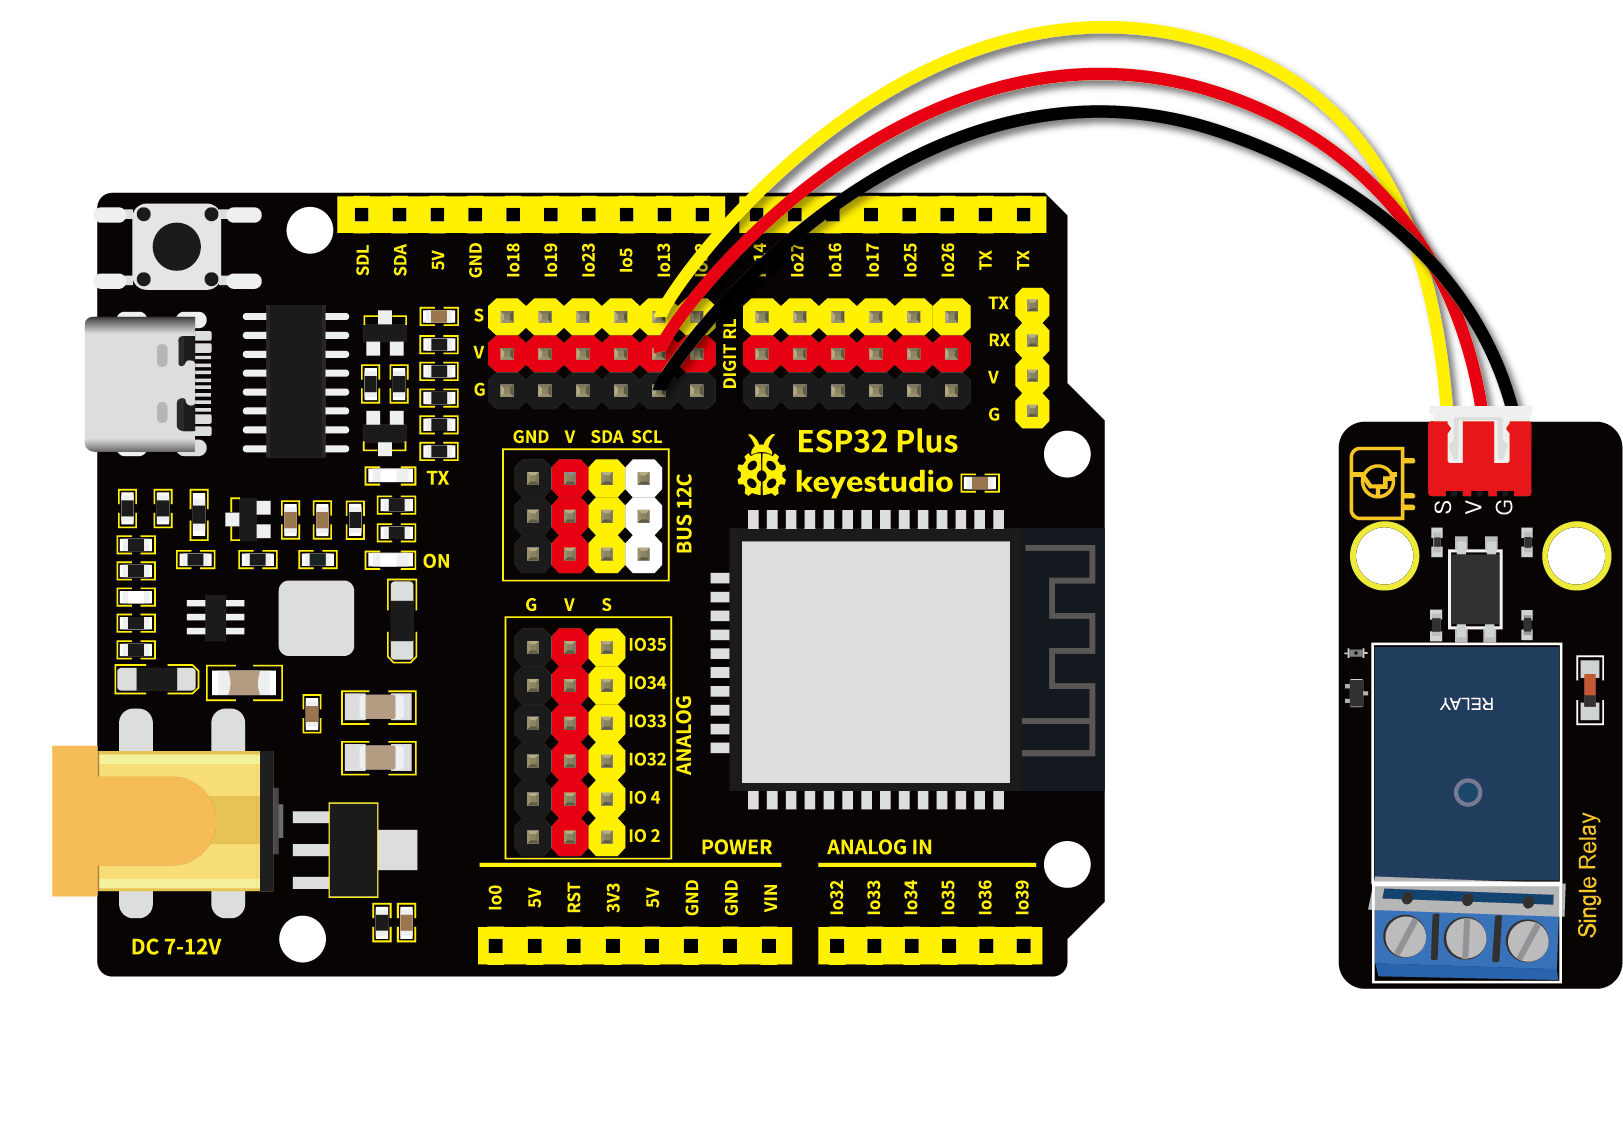 SDL SDA 5V GND Io18 Io19 Io23 Io5 Io13
Io27 Io16 Io17 Io25 Io26 TX TX
S
V
G
DIGIT RL
TX
RX
V
G
GND V SDA SCL
BUS 12C
ESP32 Plus
keyestudio
TX
ON
G V S
IO35
IO34
IO33
IO32
IO 4
IO 2
ANALOG
POWER
ANALOG IN
Io0 5V RST 3V3 5V GND GND VIN
Io32 Io33 Io34 Io35 Io36 Io39
DC 7-12V
S V G
RELAY
Single Relay